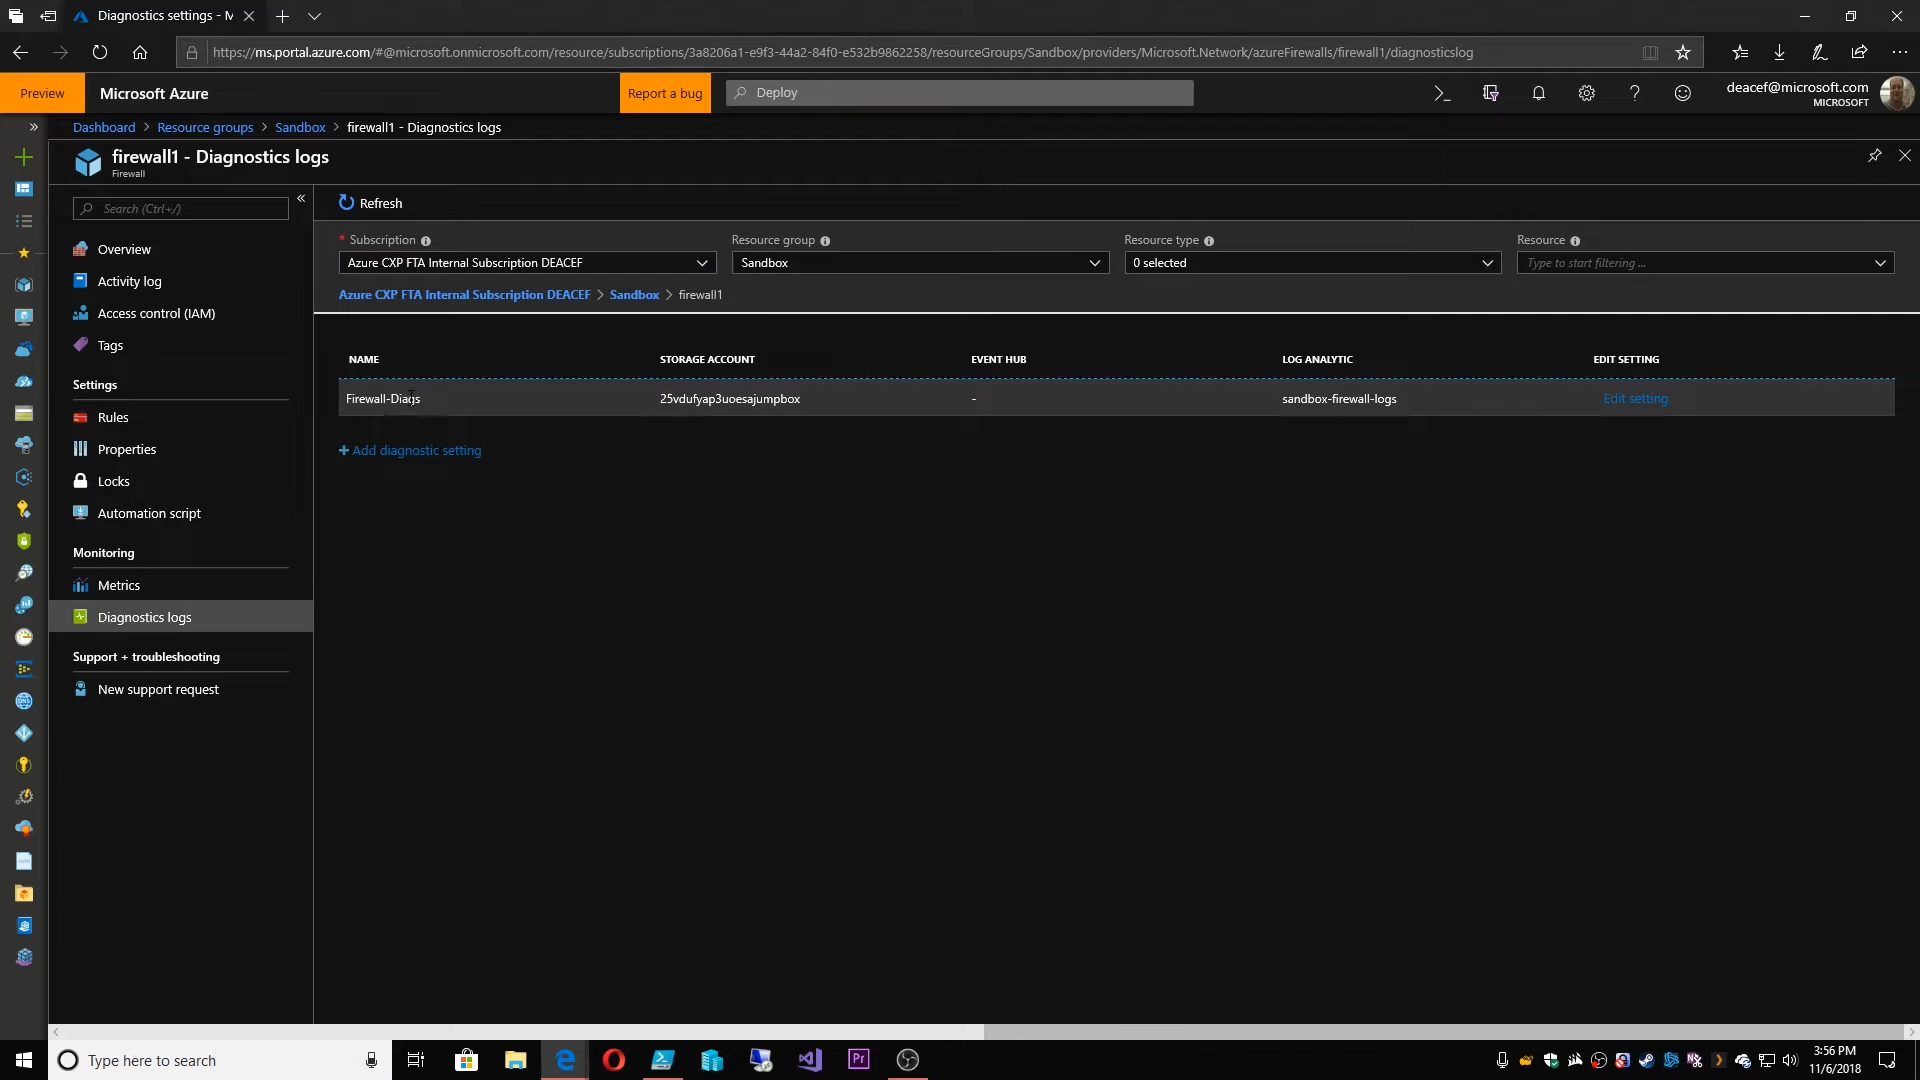 Diagnostics settings - M
https://ms.portal.azure.com/#@microsoft.onmicrosoft.com/resource/subscriptions/3a8206a1-e9f3-44a2-84f0-e532b9862258/resourceGroups/Sandbox/providers/Microsoft.Network/azureFirewalls/firewall1/diagnosticslog
Preview
Microsoft Azure
Report a bug
Deploy
deacef@microsoft.com
MICROSOFT
Dashboard > Resource groups > Sandbox > firewall1 - Diagnostics logs
firewall1 - Diagnostics logs
Firewall
Search (Ctrl+/)
Overview
Activity log
Access control (IAM)
Tags
Settings
Rules
Properties
Locks
Automation script
Monitoring
Metrics
Diagnostics logs
Support + troubleshooting
New support request
Refresh
* Subscription
Resource group
Resource type
Resource
Azure CXP FTA Internal Subscription DEACEF
Sandbox
0 selected
Type to start filtering ...
Azure CXP FTA Internal Subscription DEACEF > Sandbox > firewall1
NAME STORAGE ACCOUNT EVENT HUB LOG ANALYTIC EDIT SETTING
Firewall-Diags 25vdufyap3uoesajumpbox - sandbox-firewall-logs Edit setting
+ Add diagnostic setting
Type here to search
Pr
3:56 PM
11/6/2018